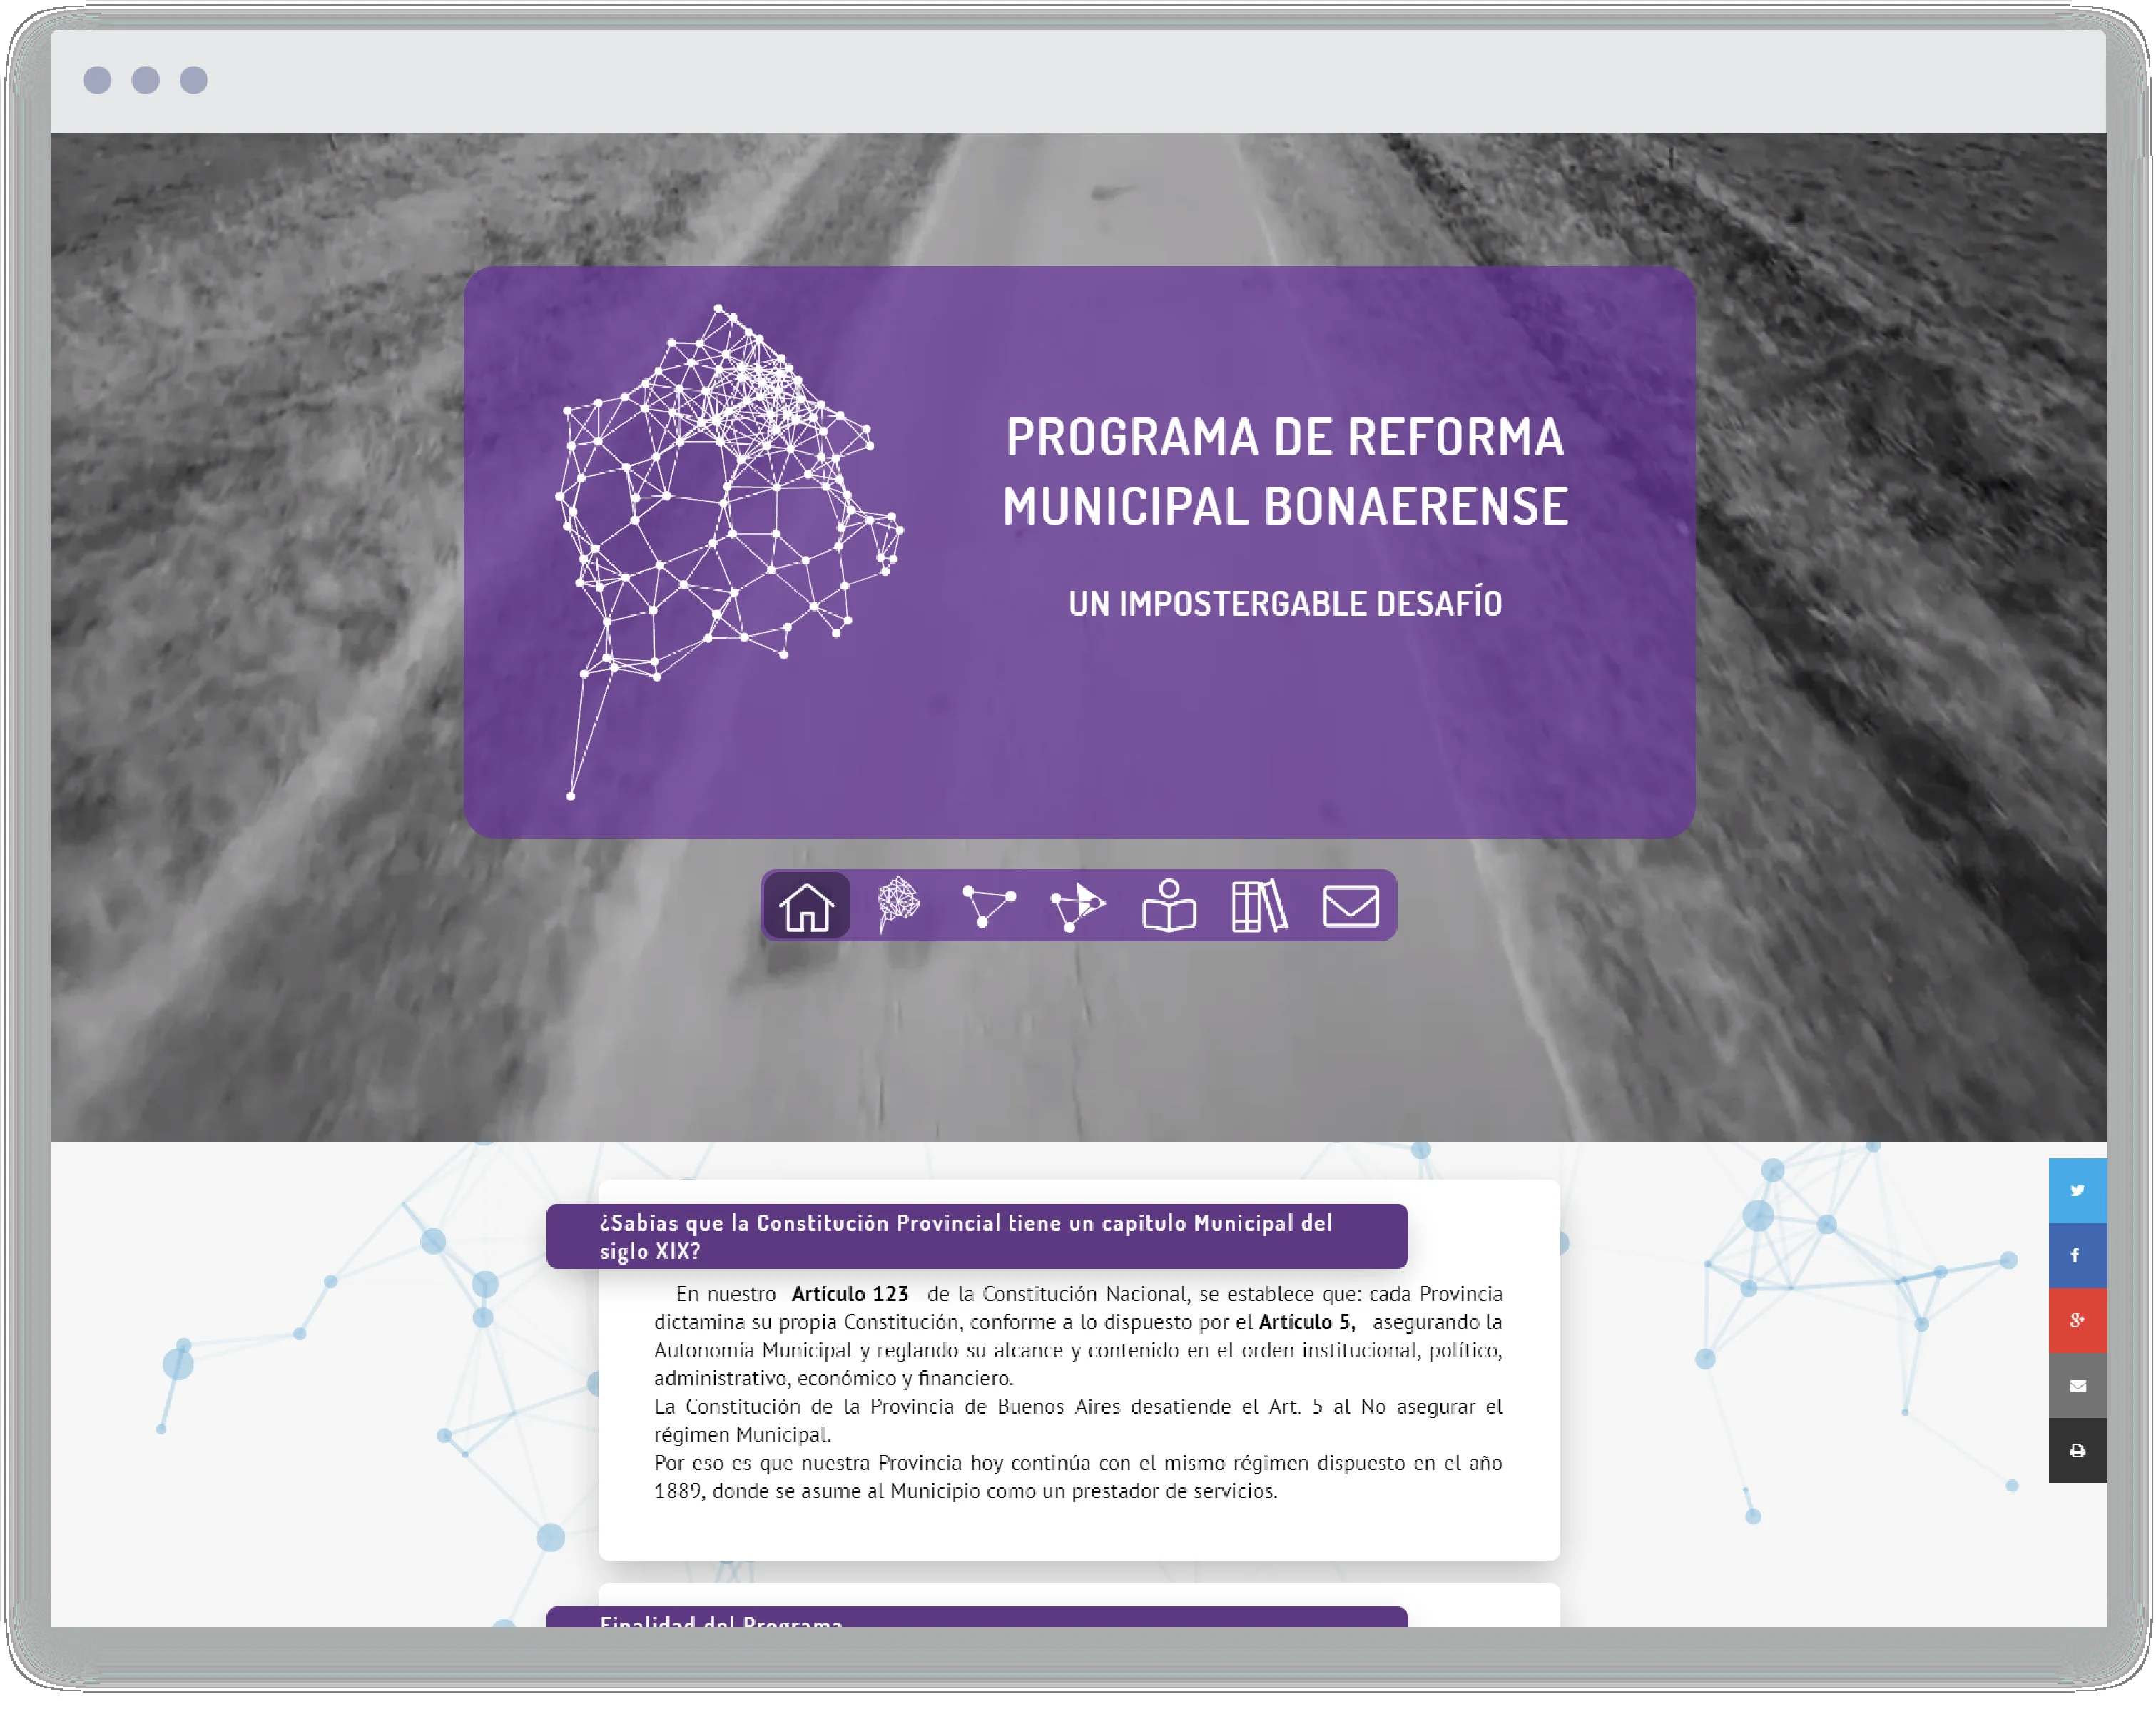 PROGRAMA DE REFORMA
MUNICIPAL BONAERENSE
UN IMPOSTERGABLE DESAFÍO
¿Sabías que la Constitución Provincial tiene un capítulo Municipal del
siglo XIX?
En nuestro Artículo 123 de la Constitución Nacional, se establece que: cada Provincia
dictamina su propia Constitución, conforme a lo dispuesto por el Artículo 5, asegurando la
Autonomía Municipal y reglando su alcance y contenido en el orden institucional, político,
administrativo, económico y financiero.
La Constitución de la Provincia de Buenos Aires desatiende el Art. 5 al No asegurar el
régimen Municipal.
Por eso es que nuestra Provincia hoy continúa con el mismo régimen dispuesto en el año
1889, donde se asume al Municipio como un prestador de servicios.
Finalidad del Programa